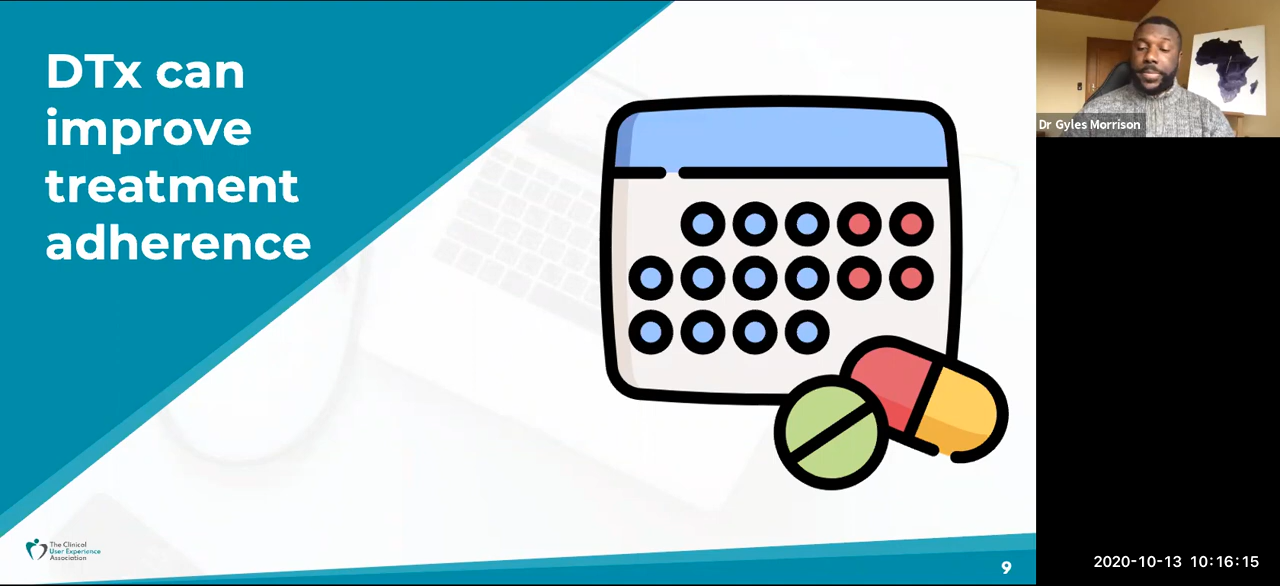 DTx can
improve
treatment
adherence
Dr Gyles Morrison
The Clinical
User Experience
Association
9
2020-10-13 10:16:15